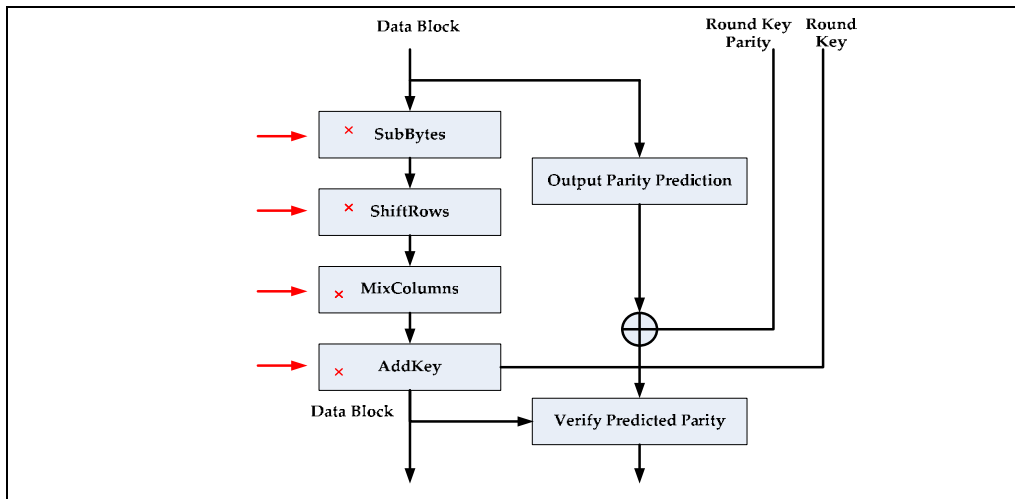 Data Block
Round Key
Parity
Round
Key
SubBytes
Output Parity Prediction
ShiftRows
MixColumns
AddKey
Data Block
Verify Predicted Parity